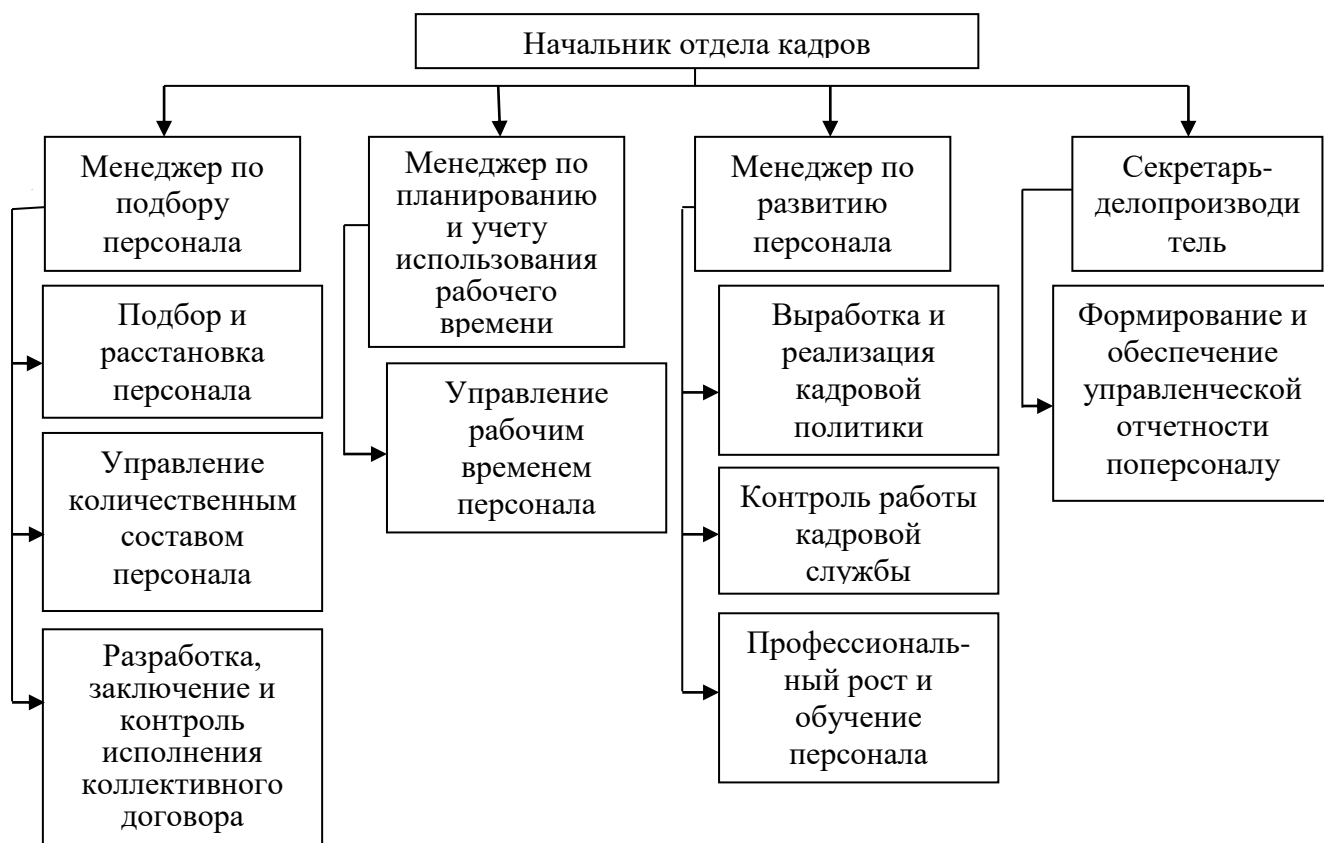 Начальник отдела кадров
Менеджер по
подбору
персонала
Подбор и
расстановка
персонала
Управление
количественным
составом
персонала
Разработка,
заключение и
контроль
исполнения
коллективного
договора
Менеджер по
планированию
и учету
использования
рабочего
времени
Управление
рабочим
временем
персонала
Менеджер по
развитию
персонала
Выработка и
реализация
кадровой
политики
Контроль работы
кадровой
службы
Профессиональ-
ный рост и
обучение
персонала
Секретарь-
делопроизводи
тель
Формирование и
обеспечение
управленческой
отчетности
поперсоналу